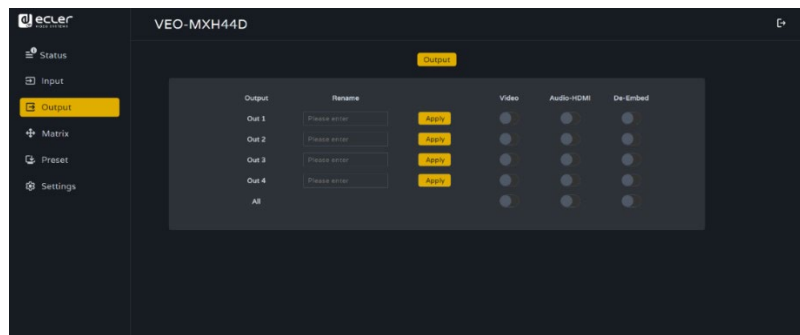 ecler
VIDEO SYSTEMS
VEO-MXH44D
Status
Input
Output
Matrix
Preset
Settings
Output
Output Rename Video Audio-HDMI De-Embed
Out 1 Please enter Apply
Out 2 Please enter Apply
Out 3 Please enter Apply
Out 4 Please enter Apply
All